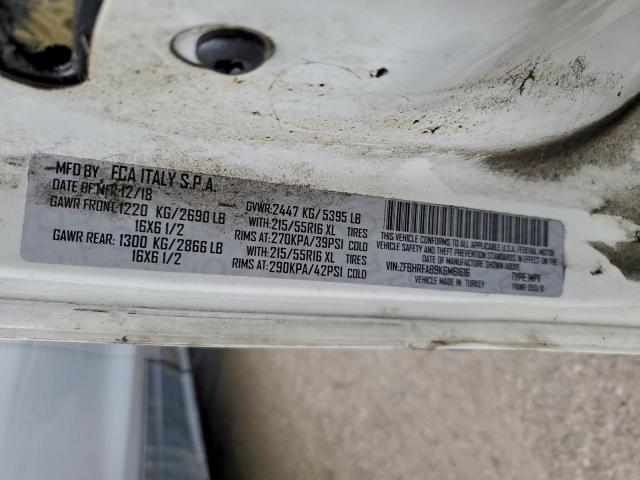 MFD BY FCA ITALY S.P.A.
DATE OF MFR 12/18
GAWR FRONT:1220 KG/2690 LB
16X6 1/2
GAWR REAR: 1300 KG/2866 LB
16X6 1/2
GVWR:2447 KG/5395 LB
WITH:215/55R16 XL TIRES
RIMS AT:270KPA/39PSI COLD
WITH:215/55R16 XL TIRES
RIMS AT:290KPA/42PSI COLD
THIS VEHICLE CONFORMS TO ALL APPLICABLE U.S.A. FEDERAL MOTOR
VEHICLE SAFETY AND THEFT PREVENTION STANDARDS IN EFFECT ON THE DATE OF
MANUFACTURE SHOWN ABOVE.
VIN: TYPE: MPV
VEHICLE MADE IN: TURKEY